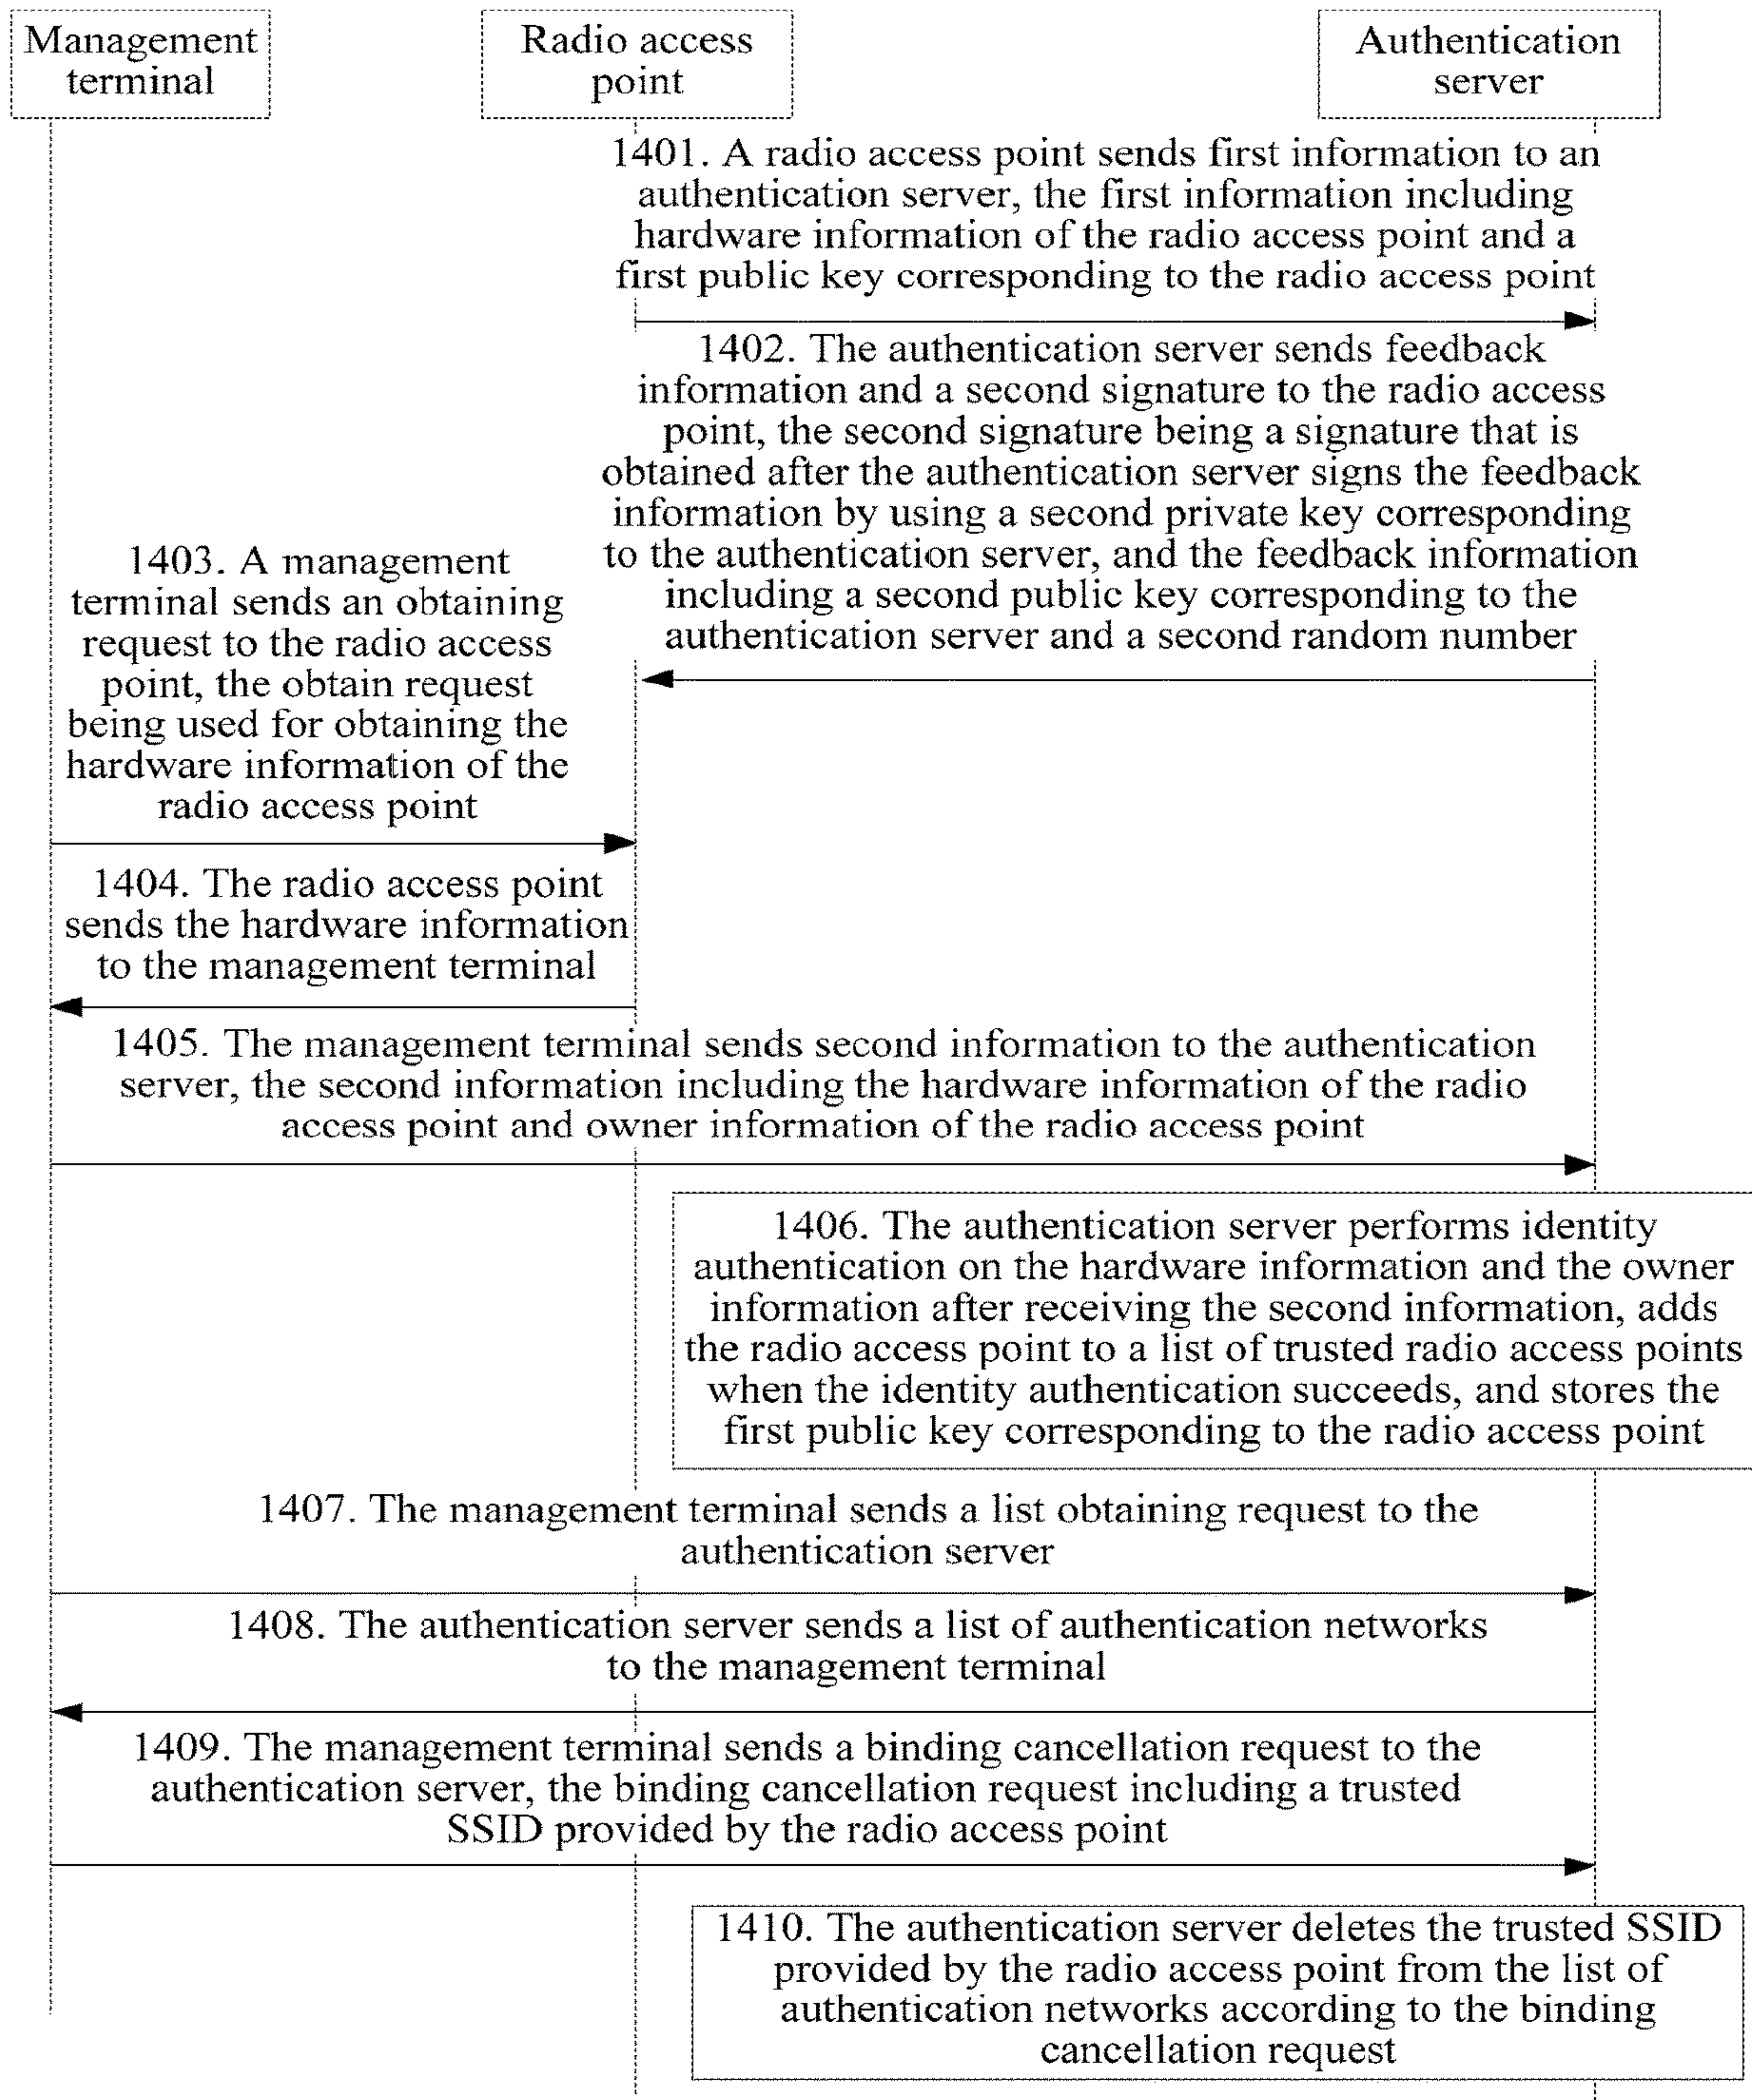 Management
terminal
Radio access
point
Authentication
server
1401. A radio access point sends first information to an
authentication server, the first information including
hardware information of the radio access point and a
first public key corresponding to the radio access point
1402. The authentication server sends feedback
information and a second signature to the radio access
point, the second signature being a signature that is
obtained after the authentication server signs the feedback
information by using a second private key corresponding
to the authentication server, and the feedback information
including a second public key corresponding to the
authentication server and a second random number
1403. A management
terminal sends an obtaining
request to the radio access
point, the obtain request
being used for obtaining the
hardware information of the
radio access point
1404. The radio access point
sends the hardware information
to the management terminal
1405. The management terminal sends second information to the authentication
server, the second information including the hardware information of the radio
access point and owner information of the radio access point
1406. The authentication server performs identity
authentication on the hardware information and the owner
information after receiving the second information, adds
the radio access point to a list of trusted radio access points
when the identity authentication succeeds, and stores the
first public key corresponding to the radio access point
1407. The management terminal sends a list obtaining request to the
authentication server
1408. The authentication server sends a list of authentication networks
to the management terminal
1409. The management terminal sends a binding cancellation request to the
authentication server, the binding cancellation request including a trusted
SSID provided by the radio access point
1410. The authentication server deletes the trusted SSID
provided by the radio access point from the list of
authentication networks according to the binding
cancellation request